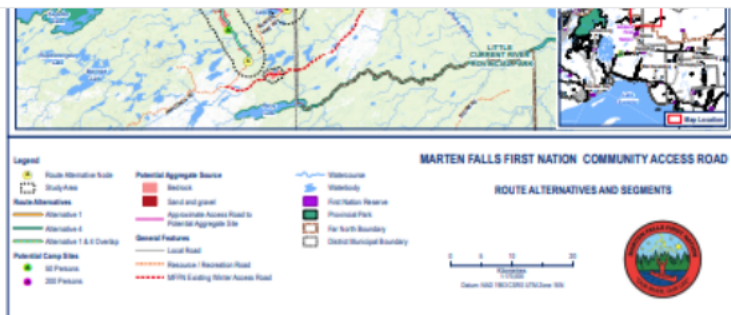 LITTLE
CURRENT RIVER
PROVINCIAL PARK
Map Location
Legend
Route Alternative Node
Study Area
Route Alternatives
Alternative 1
Alternative 4
Alternative 1 & 4 Overlap
Potential Camp Sites
50 Persons
200 Persons
Potential Aggregate Source
Bedrock
Sand and gravel
Approximate Access Road to
Potential Aggregate Site
General Features
Local Road
Resource / Recreation Road
MFFN Existing Winter Access Road
Watercourse
Waterbody
First Nation Reserve
Provincial Park
Far North Boundary
District Municipal Boundary
MARTEN FALLS FIRST NATION COMMUNITY ACCESS ROAD
ROUTE ALTERNATIVES AND SEGMENTS
0 5 10 20
Kilometres
MARTEN FALLS FIRST NATION